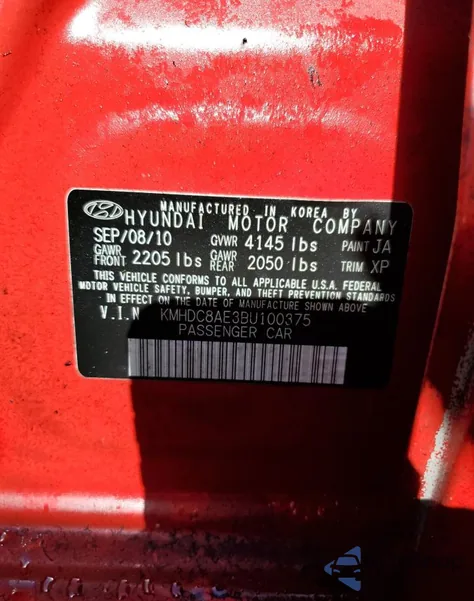 MANUFACTURED IN KOREA BY
HYUNDAI MOTOR COMPANY
SEP/08/10 GVWR 4145 lbs PAINT JA
GAWR FRONT 2205 lbs GAWR REAR 2050 lbs TRIM XP
THIS VEHICLE CONFORMS TO ALL APPLICABLE U.S.A. FEDERAL
MOTOR VEHICLE SAFETY, BUMPER, AND THEFT PREVENTION STANDARDS
IN EFFECT ON THE DATE OF MANUFACTURE SHOWN ABOVE
V.I.N KMHDC8AE3BU100375
PASSENGER CAR